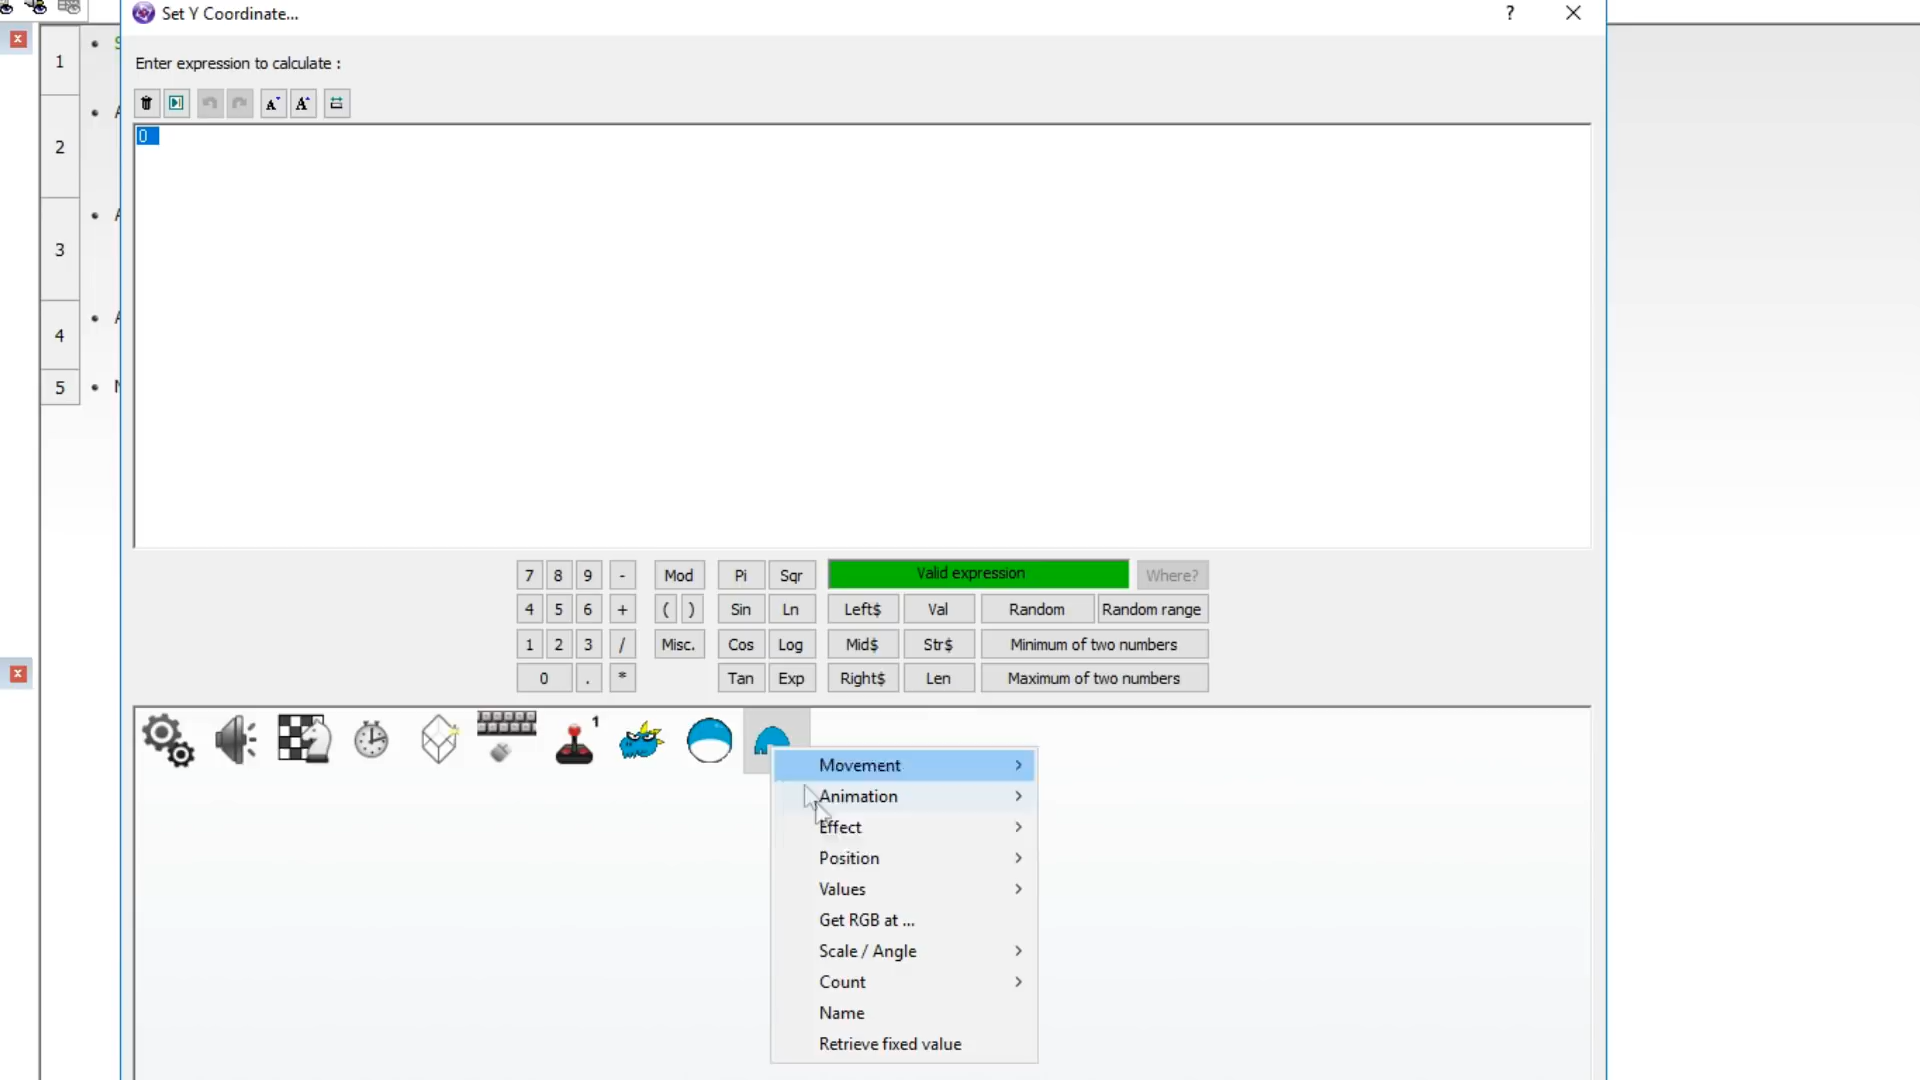 Set Y Coordinate...
?
Enter expression to calculate :
A A
0
1
2
3
4
5
7 8 9 - Mod Pi Sqr Valid expression Where?
4 5 6 + ( ) Sin Ln Left$ Val Random Random range
1 2 3 / Misc. Cos Log Mid$ Str$ Minimum of two numbers
0 . * Tan Exp Right$ Len Maximum of two numbers
1
Movement
Animation
Effect
Position
Values
Get RGB at ...
Scale / Angle
Count
Name
Retrieve fixed value